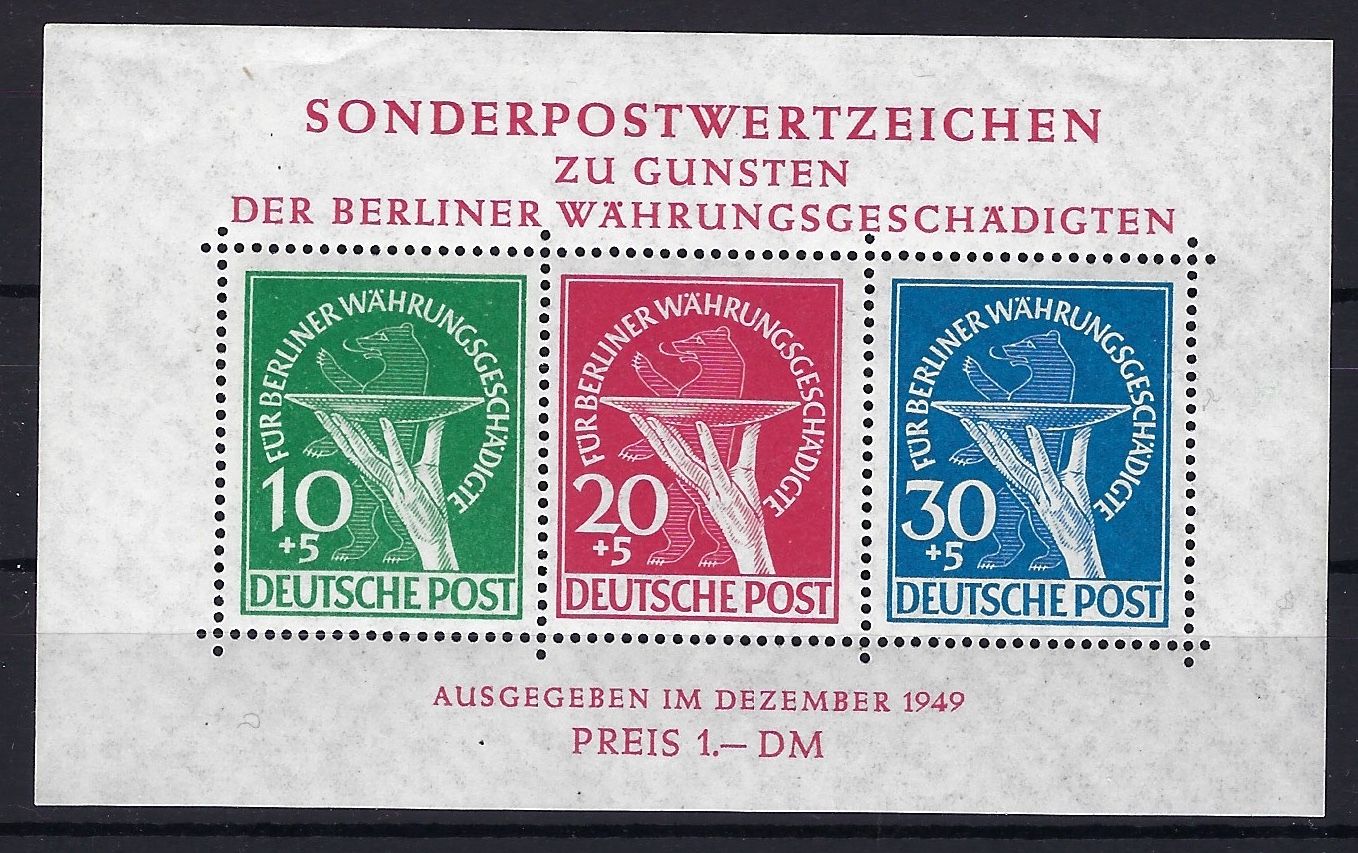 SONDERPOSTWERTZEICHEN
ZU GUNSTEN
DER BERLINER WÄHRUNGSGESCHÄDIGTEN
FÜR BERLINER WÄHRUNGSGESCHÄDIGTE
10
+5
DEUTSCHE POST
FÜR BERLINER WÄHRUNGSGESCHÄDIGTE
20
+5
DEUTSCHE POST
FÜR BERLINER WÄHRUNGSGESCHÄDIGTE
30
+5
DEUTSCHE POST
AUSGEGEBEN IM DEZEMBER 1949
PREIS 1.— DM